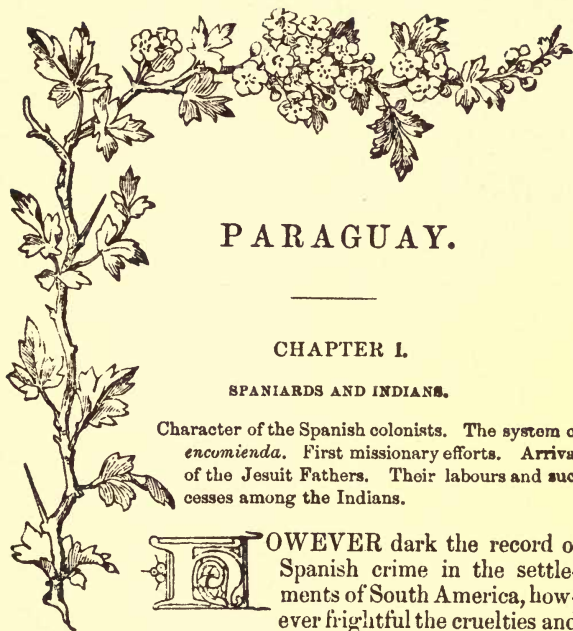 PARAGUAY.
CHAPTER I.
SPANIARDS AND INDIANS.
Character of the Spanish colonists. The system o
encomienda. First missionary efforts. Arriva
of the Jesuit Fathers. Their labours and suc
cesses among the Indians.
HOWEVER dark the record o
Spanish crime in the settle-
ments of South America, how-
ever frightful the cruelties and